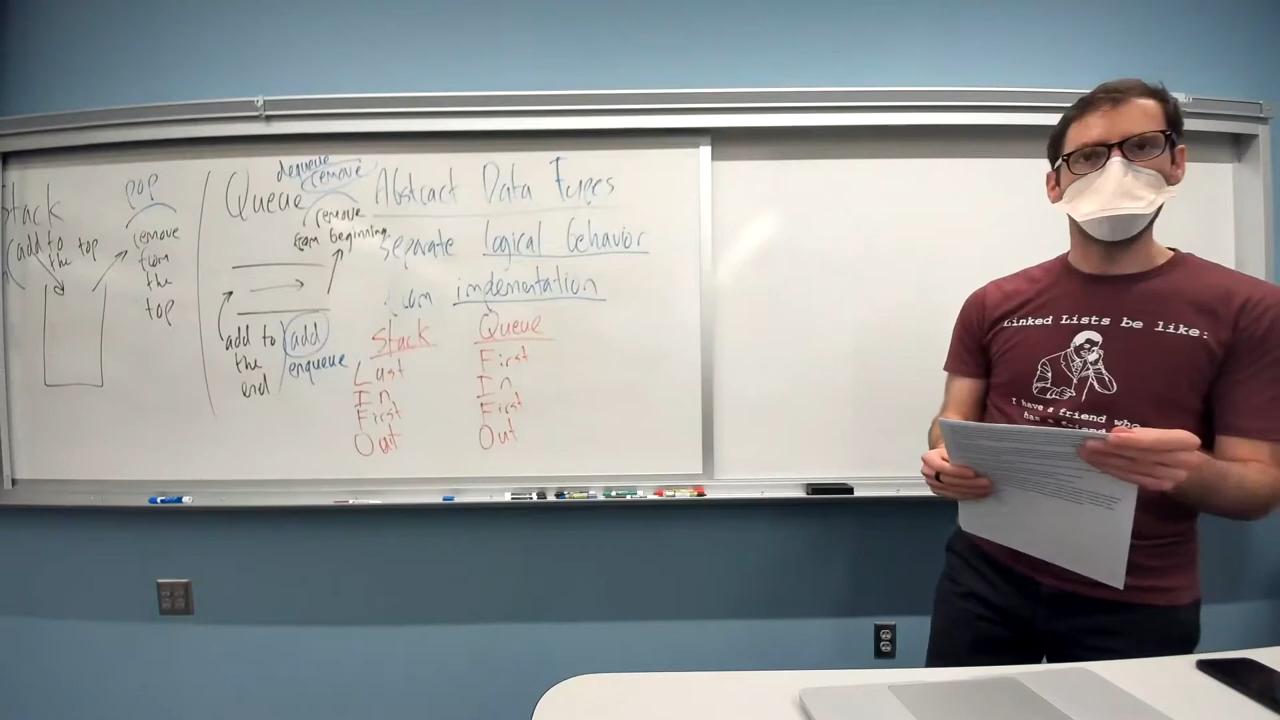 Stack
pop
(add to
the top
remove
from
the
top
Queue
dequeue
remove
remove
from beginning
add to
the
end
add
enqueue
Abstract Data Types
separate logical behavior
from implementation
Stack
Last
In
First
Out
Queue
First
In
First
Out
Linked Lists be like:
I have a friend who
has a friend